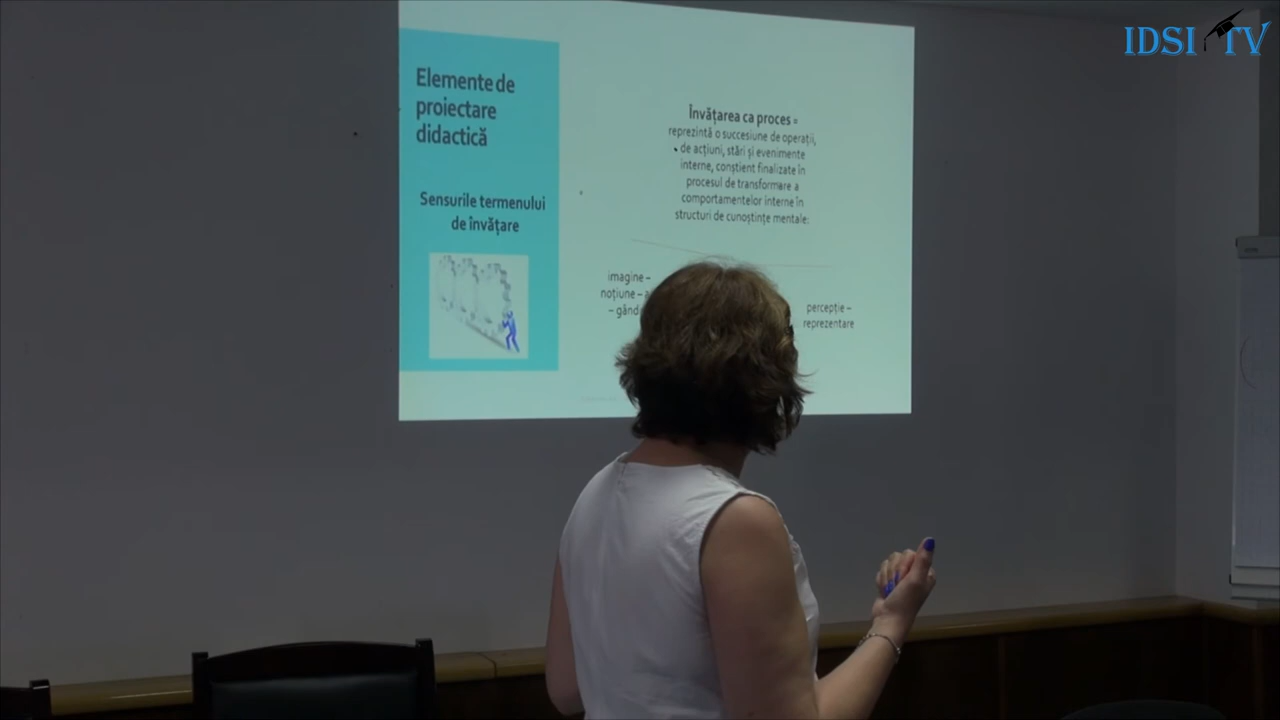 IDSI TV
Elemente de
proiectare
didactică
Sensurile termenului
de învățare
Învățarea ca proces =
reprezintă o succesiune de operații,
de acțiuni, stări și evenimente
interne, conștient finalizate în
procesul de transformare a
comportamentelor interne în
structuri de cunoștințe mentale:
imagine –
noțiune –
percepție –
reprezentare